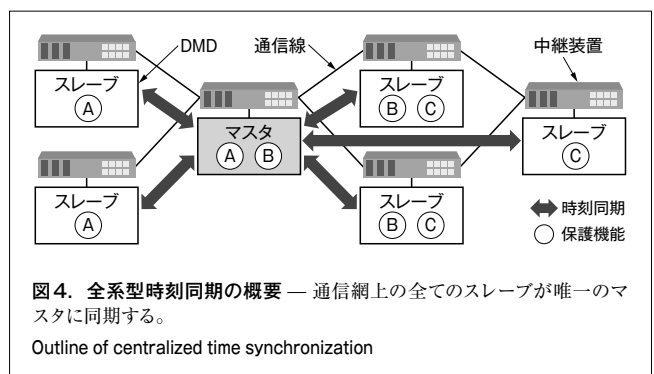 DMD
通信線
中継装置
スレーブ
A
スレーブ
B C
マスタ
A B
スレーブ
C
スレーブ
A
スレーブ
B C
時刻同期
保護機能
図4. 全系型時刻同期の概要 — 通信網上の全てのスレーブが唯一のマ
スタに同期する。
Outline of centralized time synchronization